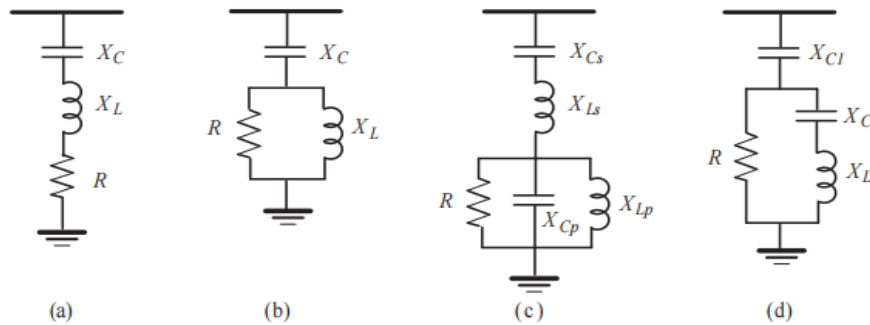 X_C
X_L
R
(a)
X_C
R
X_L
(b)
X_Cs
X_Ls
R
X_Cp
X_Lp
(c)
X_C1
X_C
R
X_L
(d)